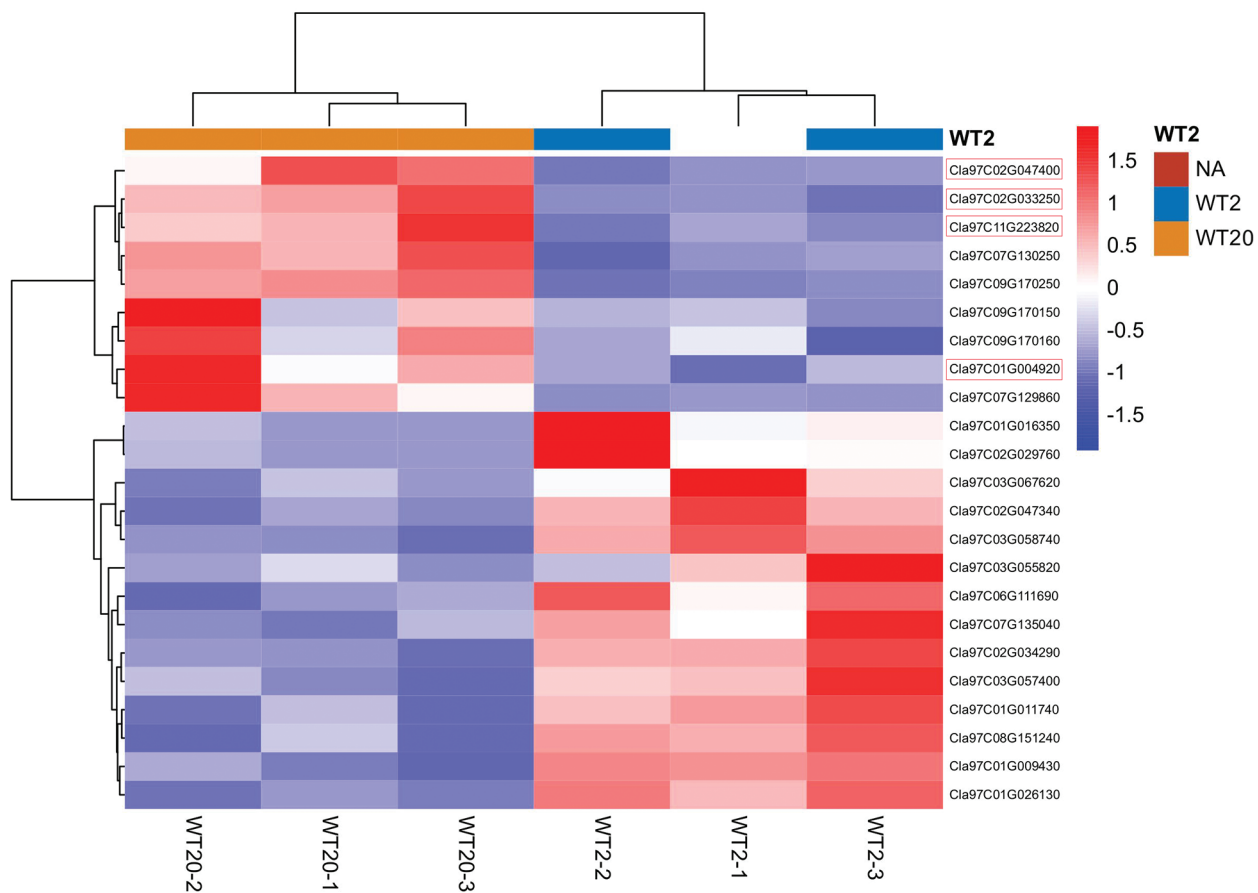 WT2
Cla97C02G047400
Cla97C02G033250
Cla97C11G223820
Cla97C07G130250
Cla97C09G170250
Cla97C09G170150
Cla97C09G170160
Cla97C01G004920
Cla97C07G129860
Cla97C01G016350
Cla97C02G029760
Cla97C03G067620
Cla97C02G047340
Cla97C03G058740
Cla97C03G055820
Cla97C06G111690
Cla97C07G135040
Cla97C02G034290
Cla97C03G057400
Cla97C01G011740
Cla97C08G151240
Cla97C01G009430
Cla97C01G026130
1.5
1
0.5
0
-0.5
-1
-1.5
WT2
NA
WT2
WT20
WT20-2
WT20-1
WT20-3
WT2-2
WT2-1
WT2-3